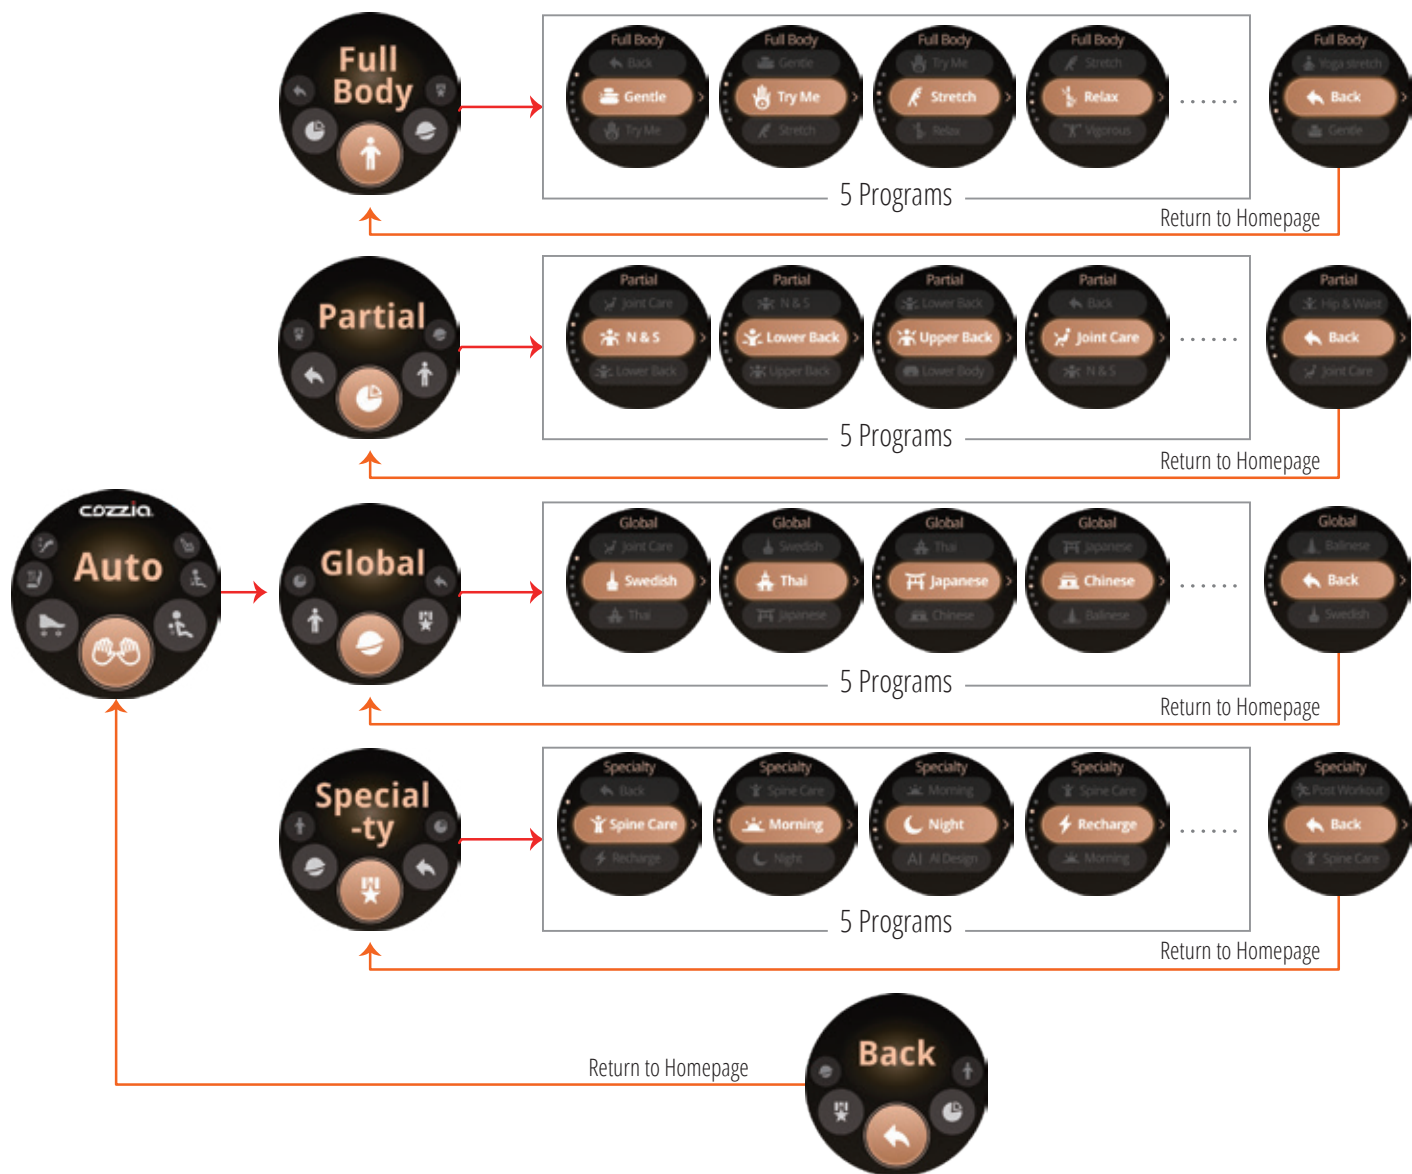 Full
Body
Full Body
Back
Gentle
Try Me
Full Body
Gentle
Try Me
Stretch
Full Body
Try Me
Stretch
Relax
Full Body
Stretch
Relax
Vigorous
......
Full Body
Yoga stretch
Back
Gentle
5 Programs
Return to Homepage
Partial
Partial
Joint Care
N & S
Lower Back
Partial
N & S
Lower Back
Upper Back
Partial
Lower Back
Upper Back
Lower Body
Partial
Back
Joint Care
N & S
......
Partial
Hip & Waist
Back
Joint Care
5 Programs
Return to Homepage
cozzia
Auto
Global
Global
Joint Care
Swedish
Thai
Global
Swedish
Thai
Japanese
Global
Thai
Japanese
Chinese
Global
Japanese
Chinese
Balinese
......
Global
Balinese
Back
Swedish
5 Programs
Return to Homepage
Special
-ty
Specialty
Back
Spine Care
Recharge
Specialty
Spine Care
Morning
Night
Specialty
Morning
Night
AI AI Design
Specialty
Spine Care
Recharge
Morning
......
Specialty
Post Workout
Back
Spine Care
5 Programs
Return to Homepage
Back
Return to Homepage